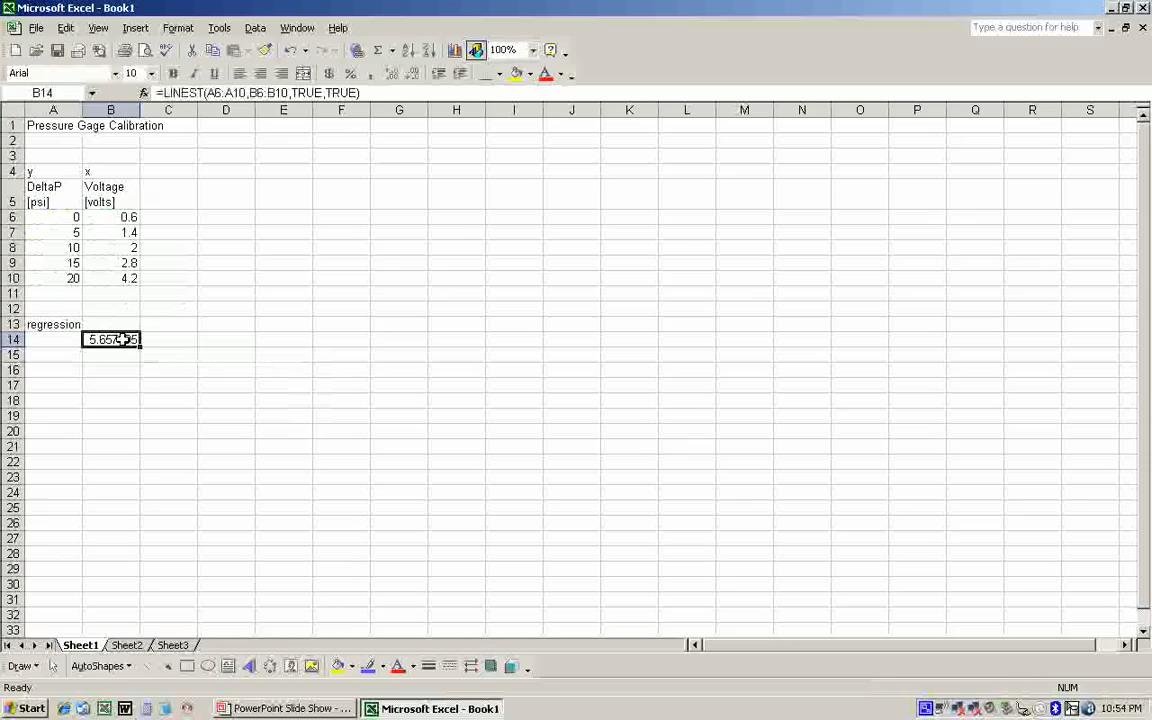 Microsoft Excel - Book1
File Edit View Insert Format Tools Data Window Help
Type a question for help
100%
Arial 10
B14 fx =LINEST(A6:A10,B6:B10,TRUE,TRUE)
A B C D E F G H I J K L M N O P Q R S
1 Pressure Gage Calibration
2
3
4 y x
DeltaP Voltage
5 [psi] [volts]
6 0 0.6
7 5 1.4
8 10 2
9 15 2.8
10 20 4.2
11
12
13 regression
14
15
16
17
18
19
20
21
22
23
24
25
26
27
28
29
30
31
32
33
Sheet1 Sheet2 Sheet3
Draw AutoShapes
Ready NUM
Start PowerPoint Slide Show - ... Microsoft Excel - Book1 10:54 PM